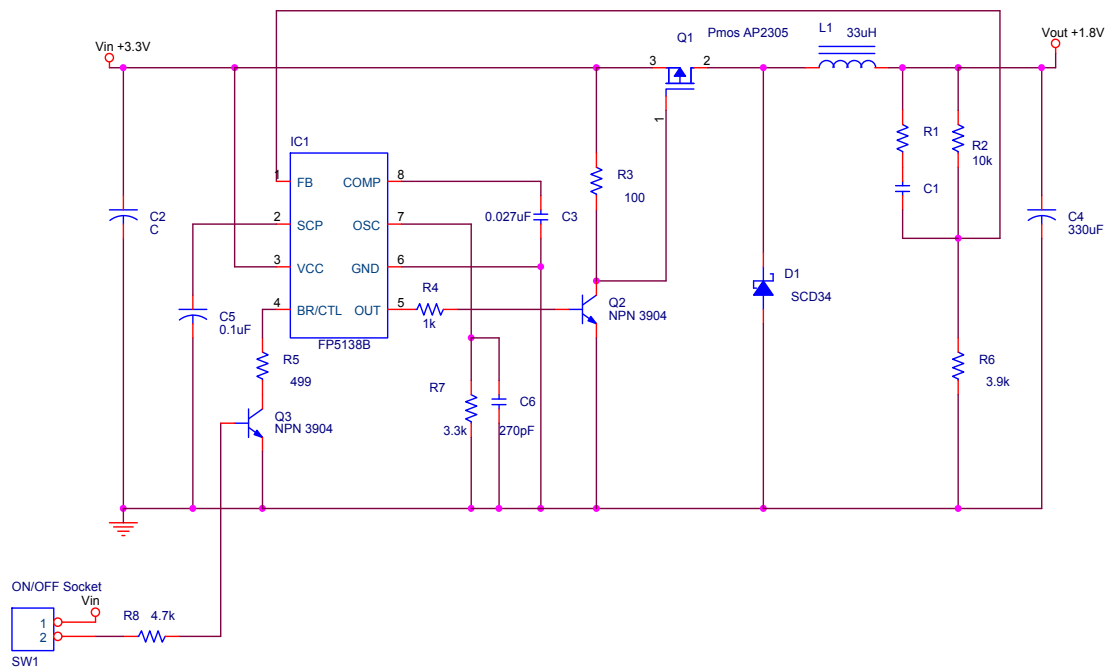 Vin +3.3V
Q1
Pmos AP2305
L1
33uH
Vout +1.8V
3
2
1
IC1
FB
COMP
SCP
OSC
VCC
GND
BR/CTL
OUT
FP5138B
1
2
3
4
8
7
6
5
C2
C
C5
0.1uF
R5
499
Q3
NPN 3904
0.027uF
C3
R4
1k
R7
3.3k
C6
270pF
R3
100
Q2
NPN 3904
D1
SCD34
R1
C1
R2
10k
R6
3.9k
C4
330uF
ON/OFF Socket
Vin
1
2
SW1
R8
4.7k